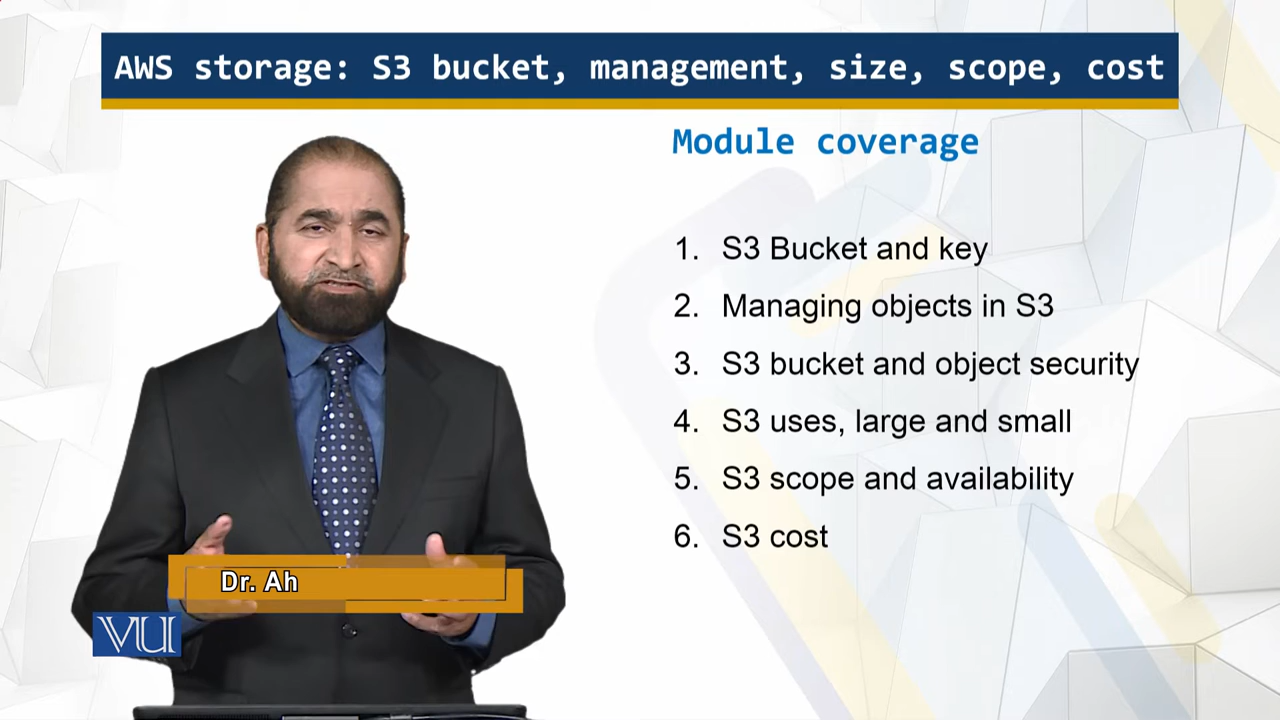 AWS storage: S3 bucket, management, size, scope, cost
Module coverage
1. S3 Bucket and key
2. Managing objects in S3
3. S3 bucket and object security
4. S3 uses, large and small
5. S3 scope and availability
6. S3 cost
Dr. Ah
VU